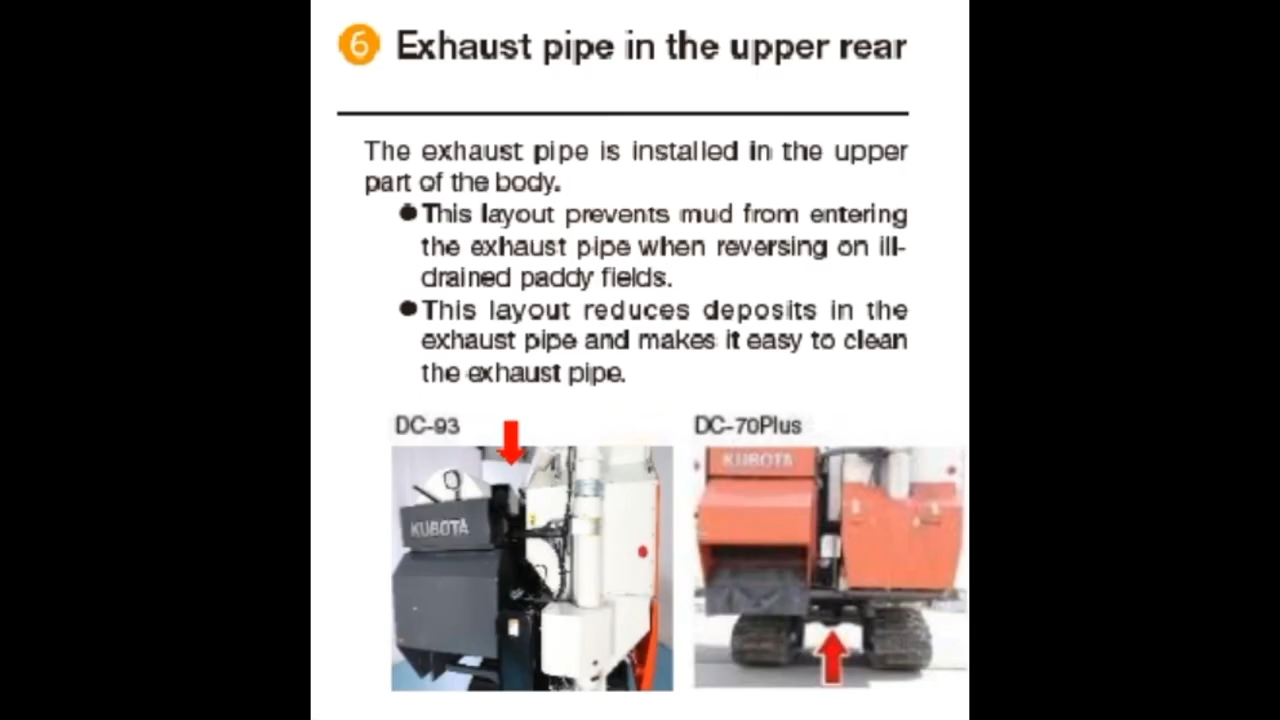 6 Exhaust pipe in the upper rear
The exhaust pipe is installed in the upper
part of the body.
●This layout prevents mud from entering
the exhaust pipe when reversing on ill-
drained paddy fields.
●This layout reduces deposits in the
exhaust pipe and makes it easy to clean
the exhaust pipe.
DC-93 DC-70Plus
KUBOTA
KUBOTA